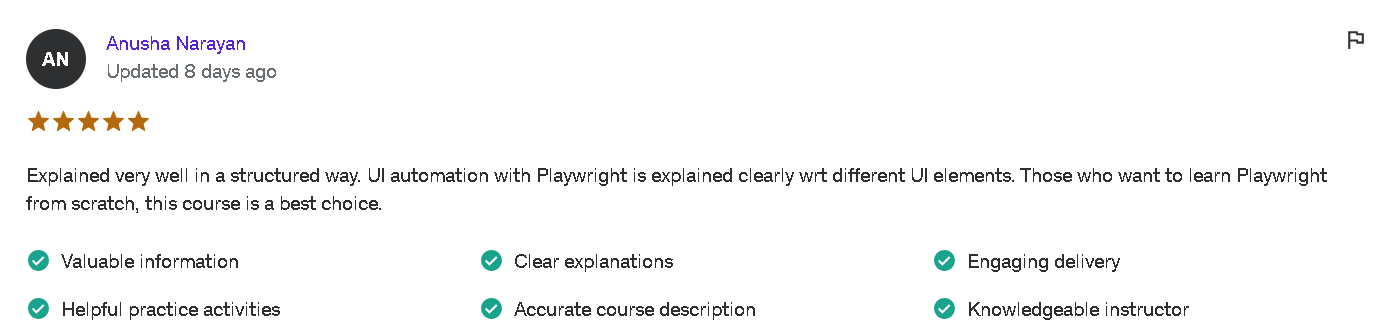 AN
Anusha Narayan
Updated 8 days ago
Explained very well in a structured way. UI automation with Playwright is explained clearly wrt different UI elements. Those who want to learn Playwright
from scratch, this course is a best choice.
Valuable information
Clear explanations
Engaging delivery
Helpful practice activities
Accurate course description
Knowledgeable instructor